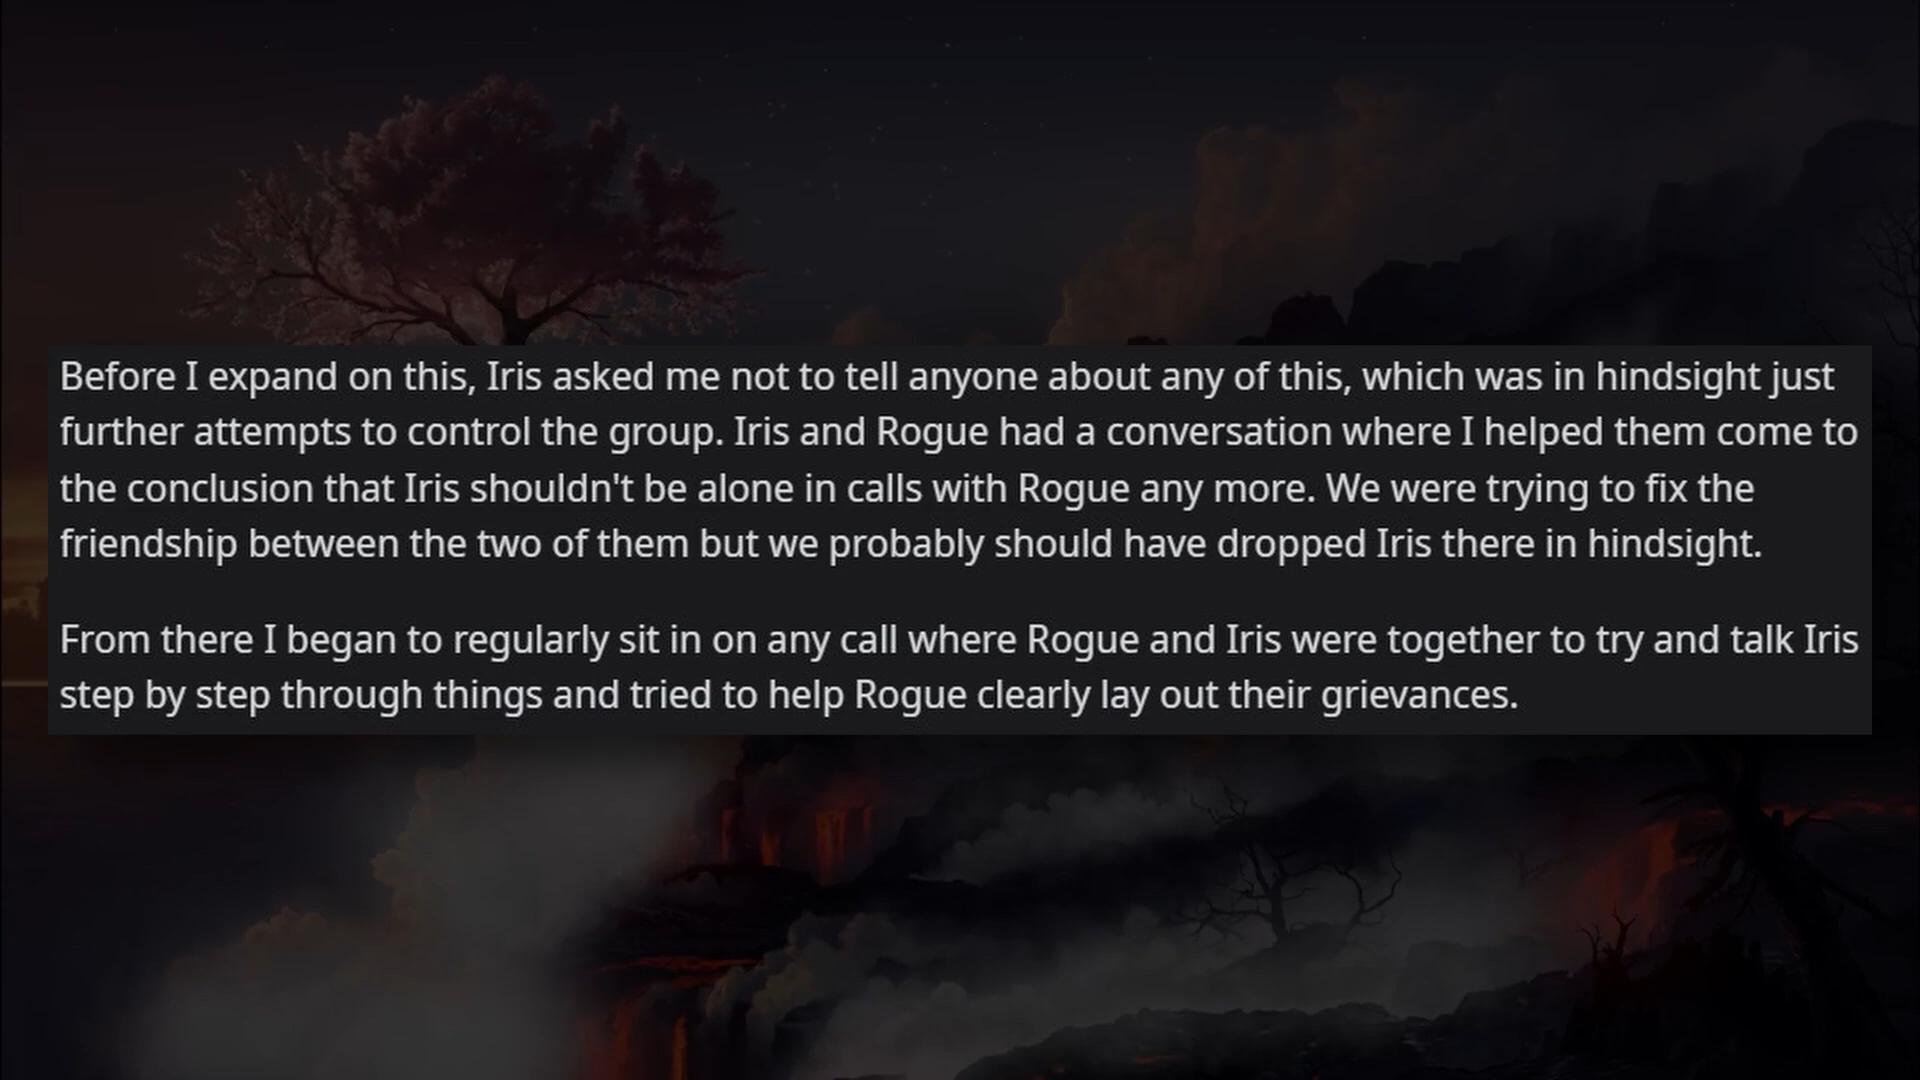 Before I expand on this, Iris asked me not to tell anyone about any of this, which was in hindsight just
further attempts to control the group. Iris and Rogue had a conversation where I helped them come to
the conclusion that Iris shouldn't be alone in calls with Rogue any more. We were trying to fix the
friendship between the two of them but we probably should have dropped Iris there in hindsight.
From there I began to regularly sit in on any call where Rogue and Iris were together to try and talk Iris
step by step through things and tried to help Rogue clearly lay out their grievances.